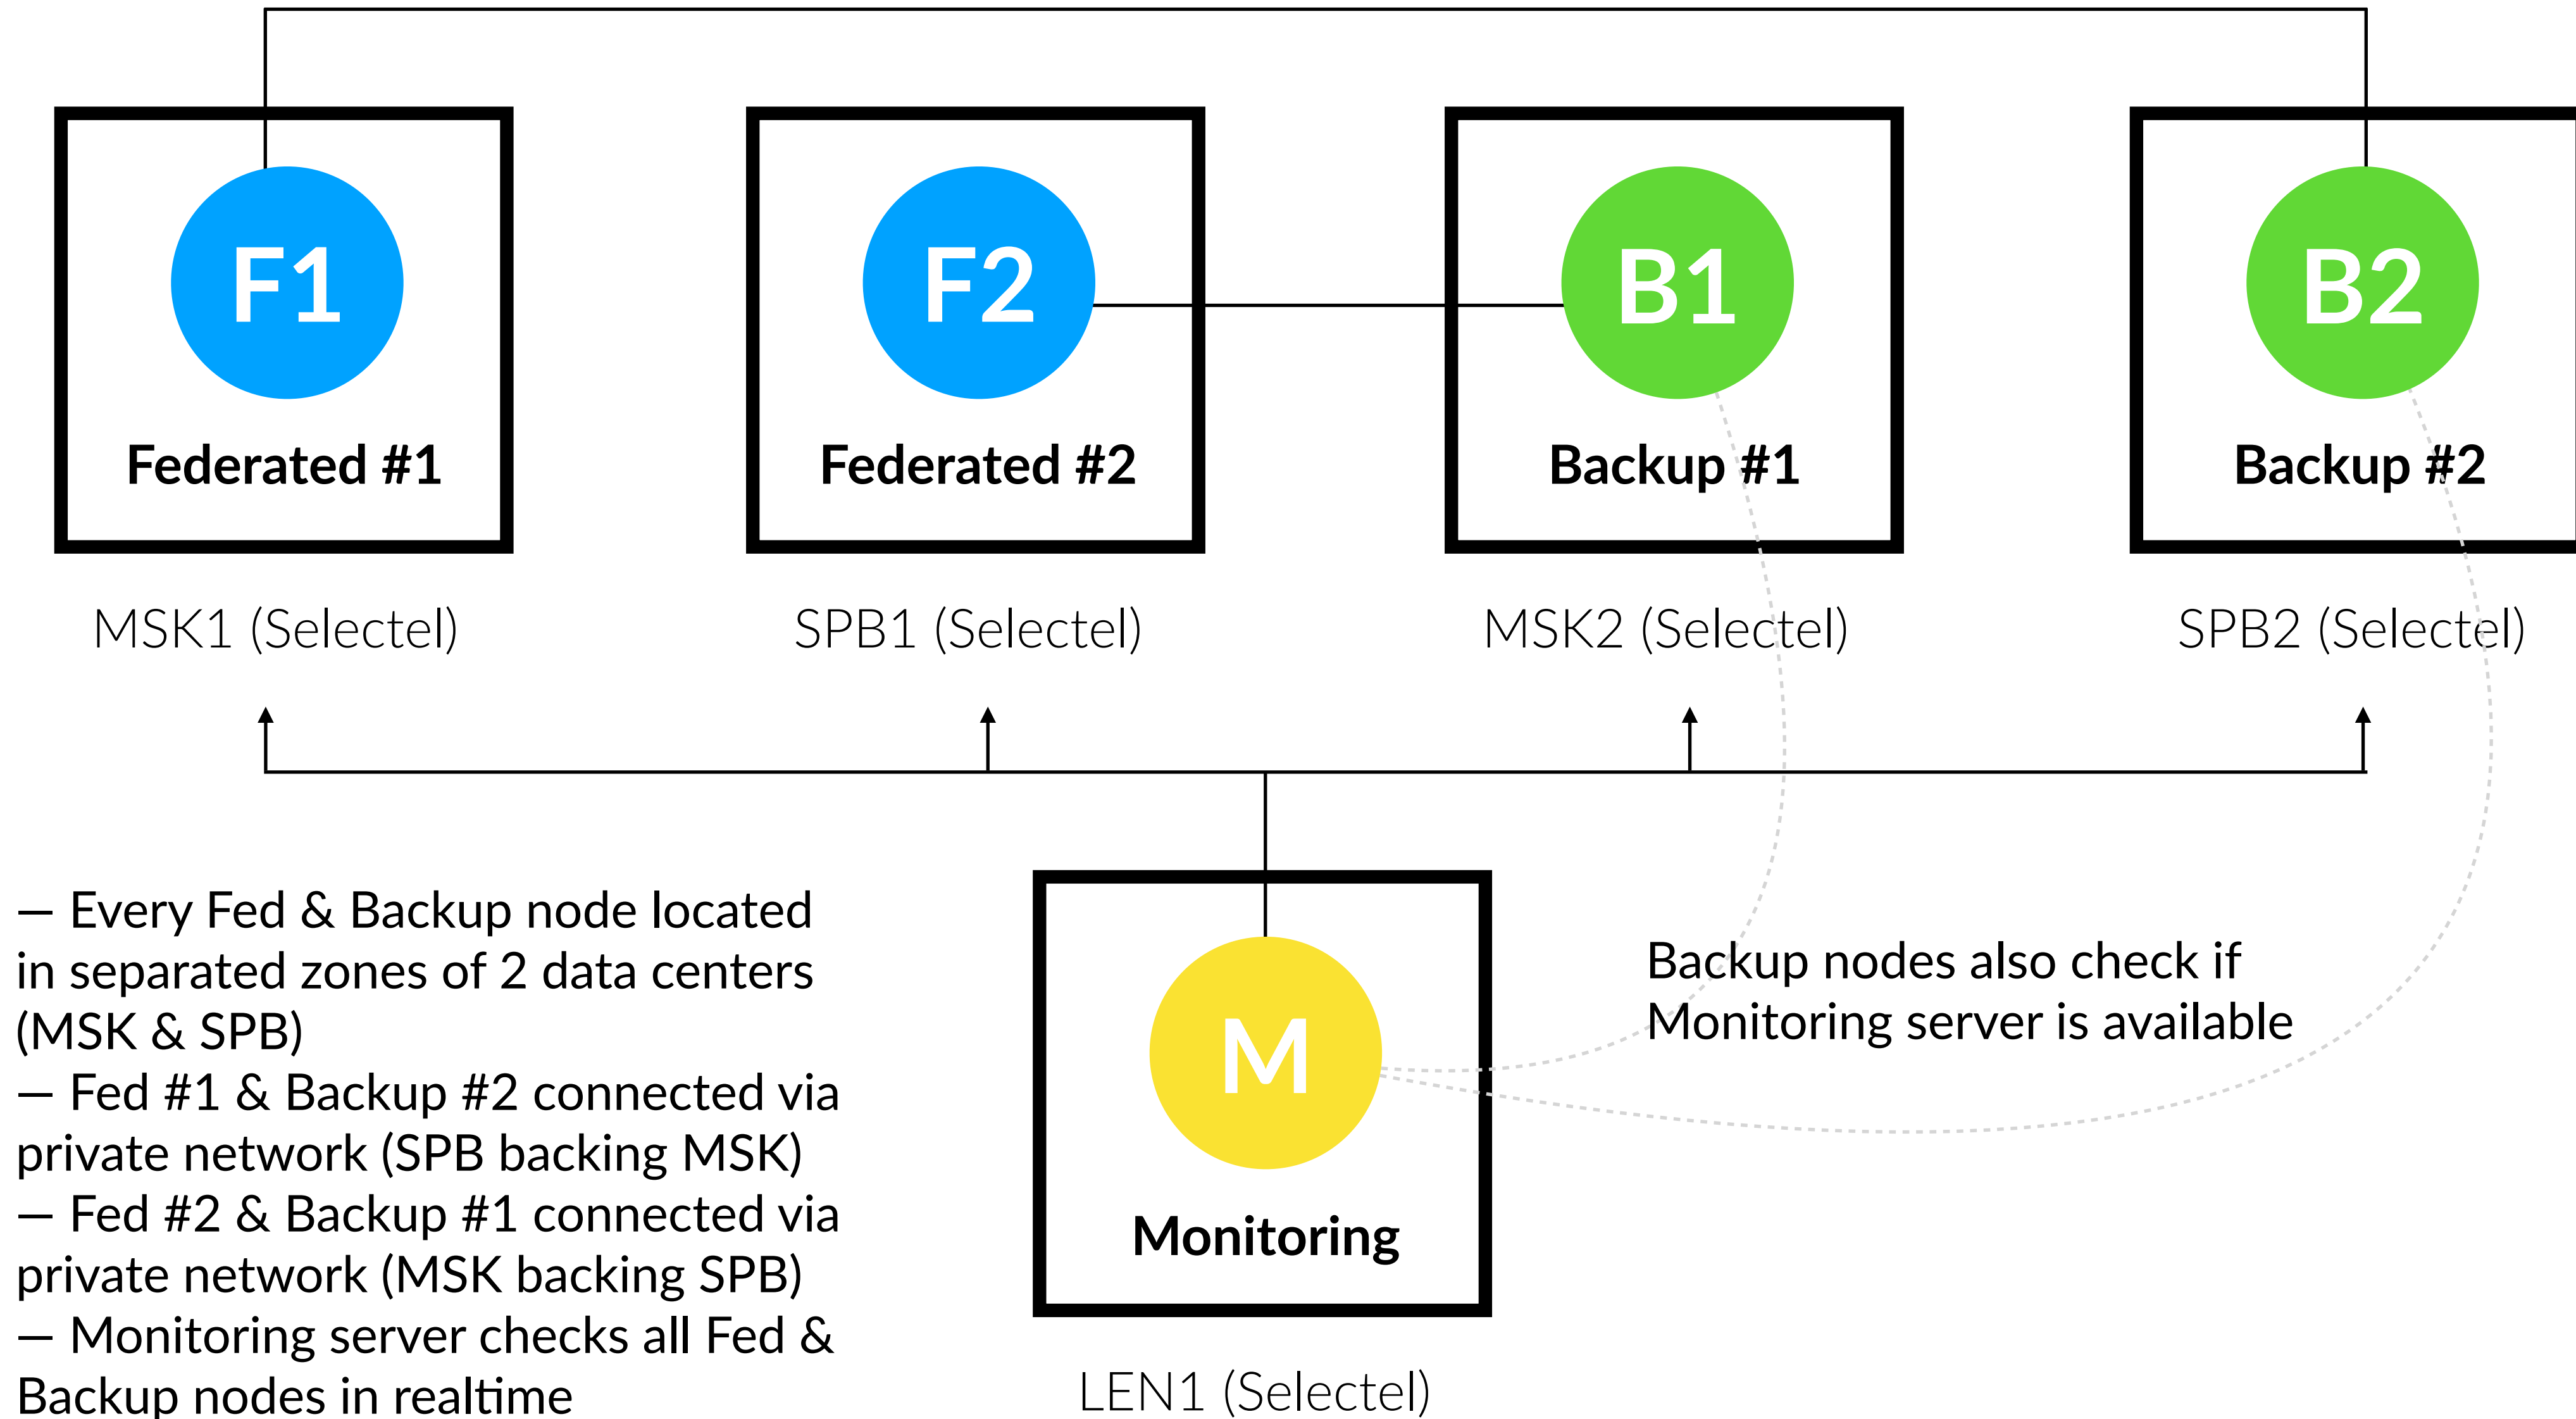 F1
Federated #1
MSK1 (Selectel)
F2
Federated #2
SPB1 (Selectel)
B1
Backup #1
MSK2 (Selectel)
B2
Backup #2
SPB2 (Selectel)
— Every Fed & Backup node located
in separated zones of 2 data centers
(MSK & SPB)
— Fed #1 & Backup #2 connected via
private network (SPB backing MSK)
— Fed #2 & Backup #1 connected via
private network (MSK backing SPB)
— Monitoring server checks all Fed &
Backup nodes in realtime
M
Monitoring
LEN1 (Selectel)
Backup nodes also check if
Monitoring server is available